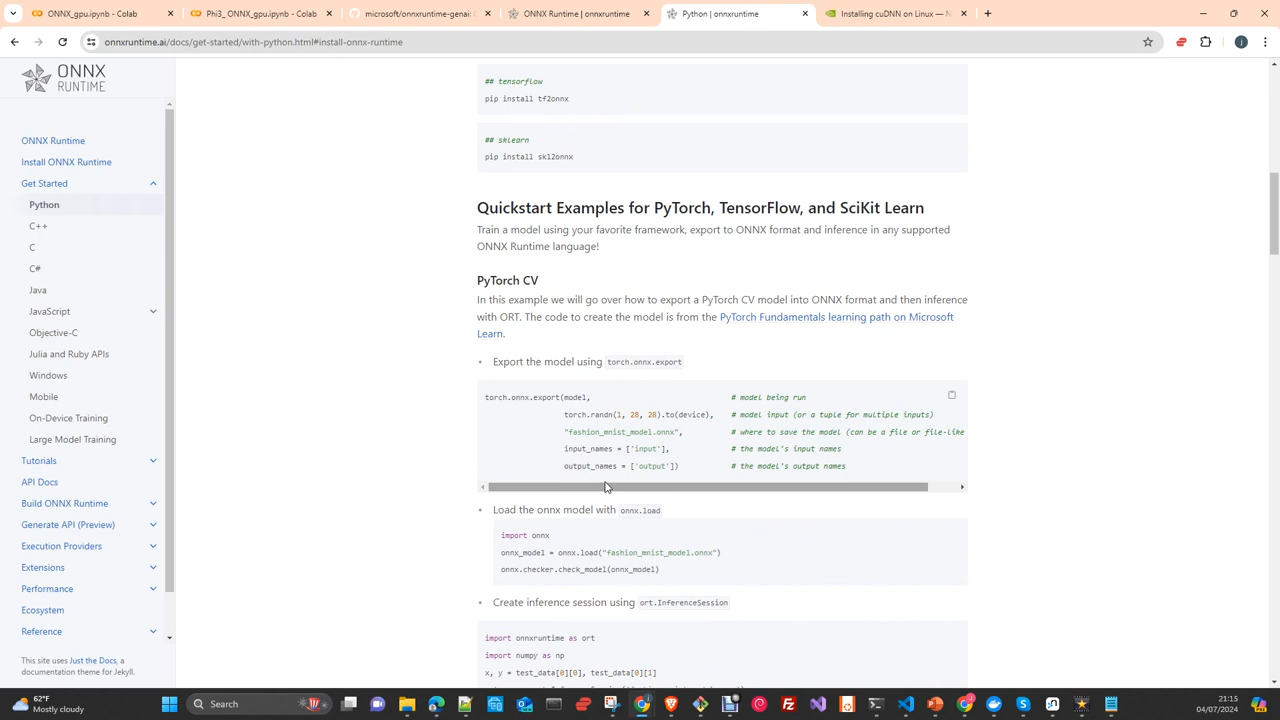 ONNX_gpu.ipynb - Colab
Phi3_ ONNX_gpu.ipynb - Colab
microsoft/onnxruntime-genai:
ONNX Runtime | onnxruntime
Python | onnxruntime
Installing cuDNN on Linux — N
onnxruntime.ai/docs/get-started/with-python.html#install-onnx-runtime
ONNX
RUNTIME
ONNX Runtime
Install ONNX Runtime
Get Started
Python
C++
C
C#
Java
JavaScript
Objective-C
Julia and Ruby APIs
Windows
Mobile
On-Device Training
Large Model Training
Tutorials
API Docs
Build ONNX Runtime
Generate API (Preview)
Execution Providers
Extensions
Performance
Ecosystem
Reference
This site uses Just the Docs, a
documentation theme for Jekyll.
## tensorflow
pip install tf2onnx
## sklearn
pip install skl2onnx
Quickstart Examples for PyTorch, TensorFlow, and SciKit Learn
Train a model using your favorite framework, export to ONNX format and inference in any supported
ONNX Runtime language!
PyTorch CV
In this example we will go over how to export a PyTorch CV model into ONNX format and then inference
with ORT. The code to create the model is from the PyTorch Fundamentals learning path on Microsoft
Learn.
Export the model using torch.onnx.export
torch.onnx.export(model, # model being run
torch.randn(1, 28, 28).to(device), # model input (or a tuple for multiple inputs)
"fashion_mnist_model.onnx", # where to save the model (can be a file or file-like
input_names = ['input'], # the model's input names
output_names = ['output']) # the model's output names
Load the onnx model with onnx.load
import onnx
onnx_model = onnx.load("fashion_mnist_model.onnx")
onnx.checker.check_model(onnx_model)
Create inference session using ort.InferenceSession
import onnxruntime as ort
import numpy as np
x, y = test_data[0][0], test_data[0][1]
62°F
Mostly cloudy
Search
21:15
04/07/2024